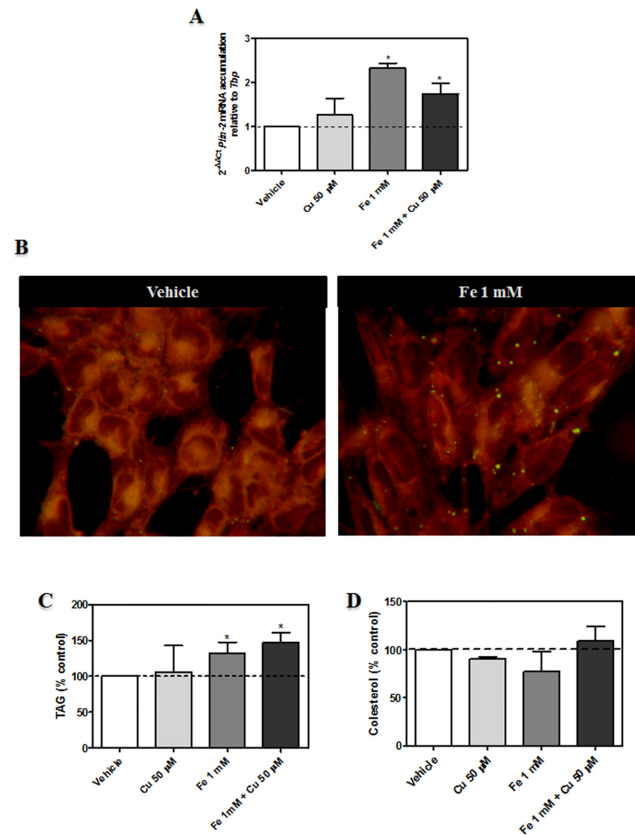 A
2-ΔΔCt Plin-2 mRNA accumulation
relative to Tbp
3
2
1
0
*
*
Vehicle
Cu 50 µM
Fe 1 mM
Fe 1 mM + Cu 50 µM
B
Vehicle
Fe 1 mM
C
TAG (% control)
200
150
100
50
0
*
*
Vehicle
Cu 50 µM
Fe 1 mM
Fe 1mM + Cu 50 µM
D
Colesterol (% control)
150
100
50
0
Vehicle
Cu 50 µM
Fe 1 mM
Fe 1 mM + Cu 50 µM